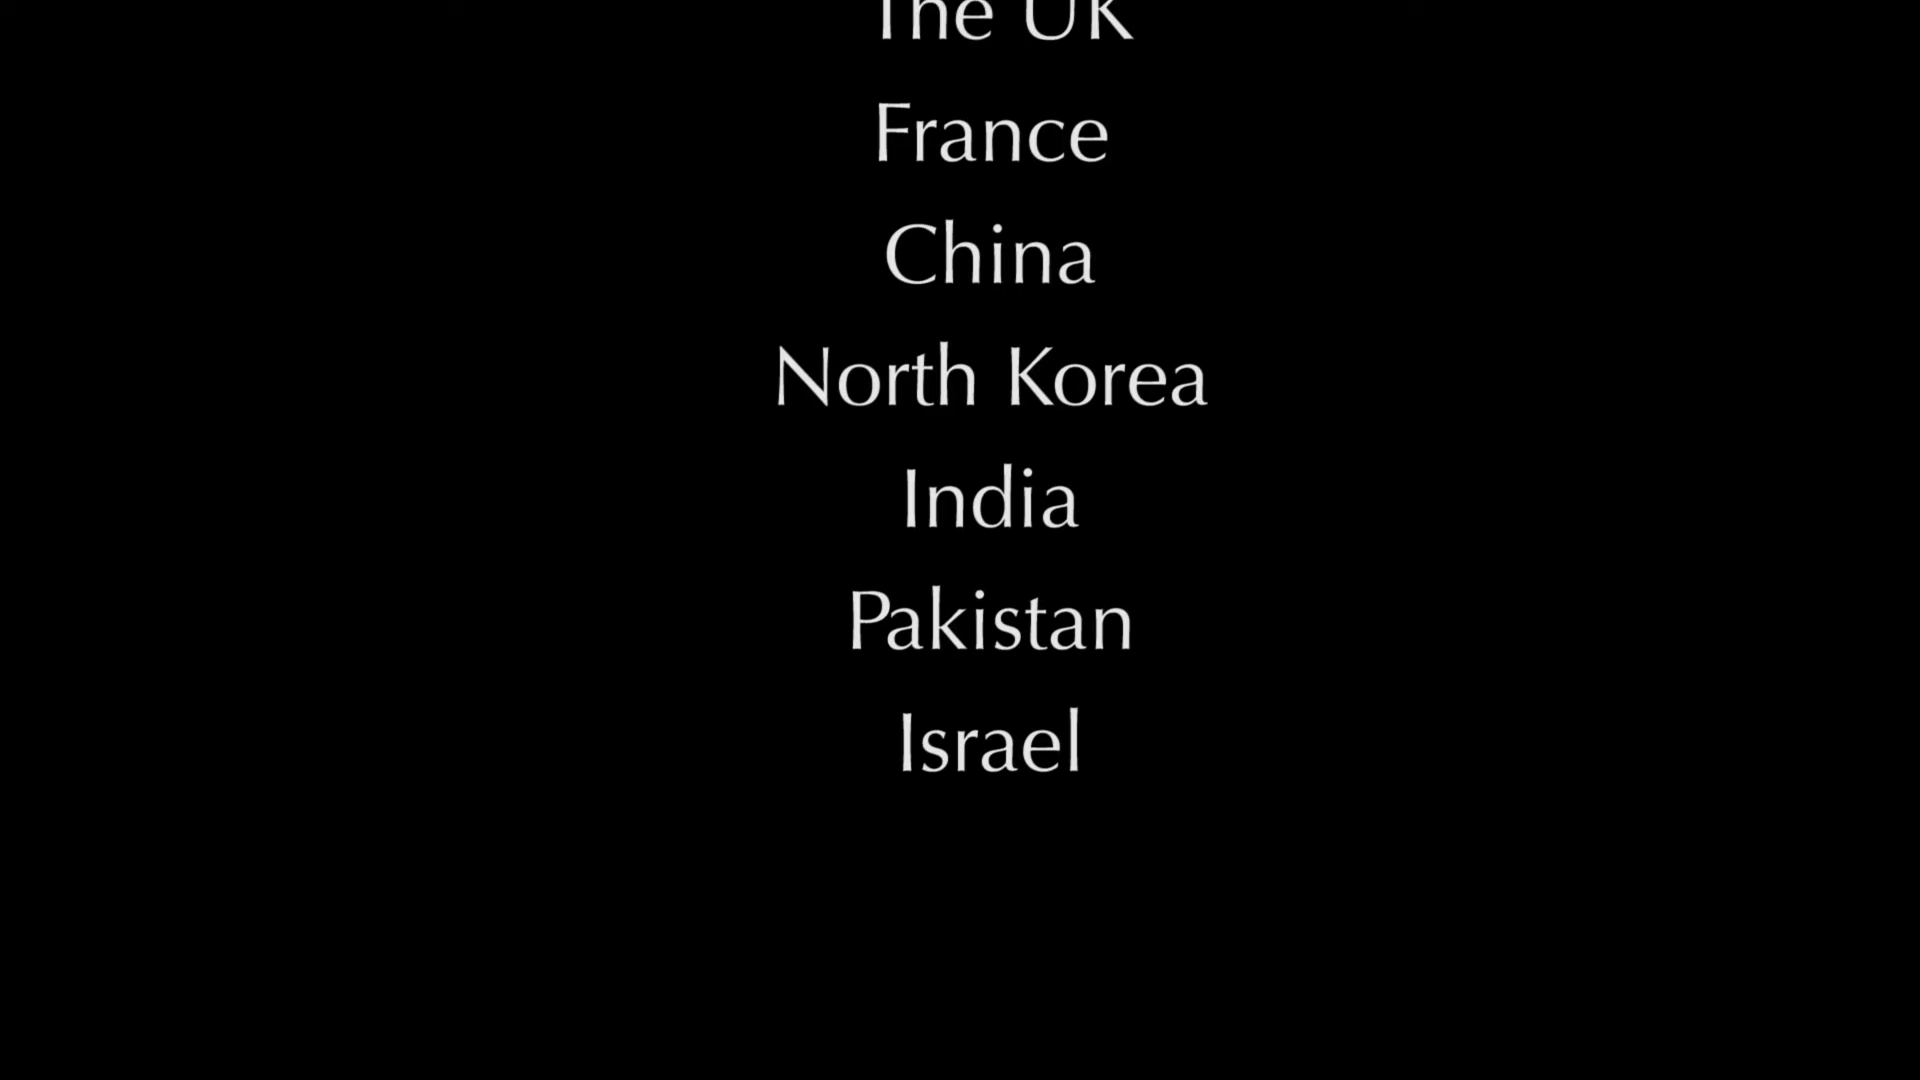 The UK
France
China
North Korea
India
Pakistan
Israel